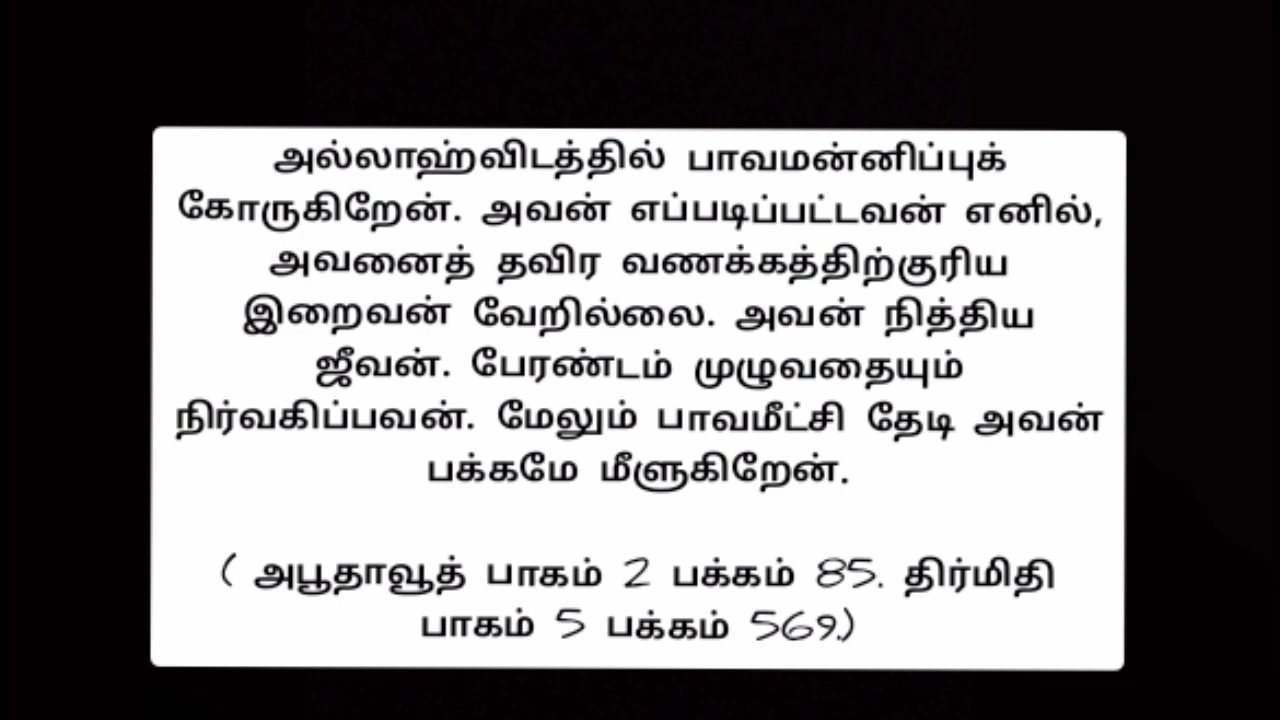 அல்லாஹ்விடத்தில் பாவமன்னிப்புக்
கோருகிறேன். அவன் எப்படிப்பட்டவன் எனில்,
அவனைத் தவிர வணக்கத்திற்குரிய
இறைவன் வேறில்லை. அவன் நித்திய
ஜீவன். பேரண்டம் முழுவதையும்
நிர்வகிப்பவன். மேலும் பாவமீட்சி தேடி அவன்
பக்கமே மீளுகிறேன்.
( அபூதாவூத் பாகம் 2 பக்கம் 85. திர்மிதி
பாகம் 5 பக்கம் 569.)